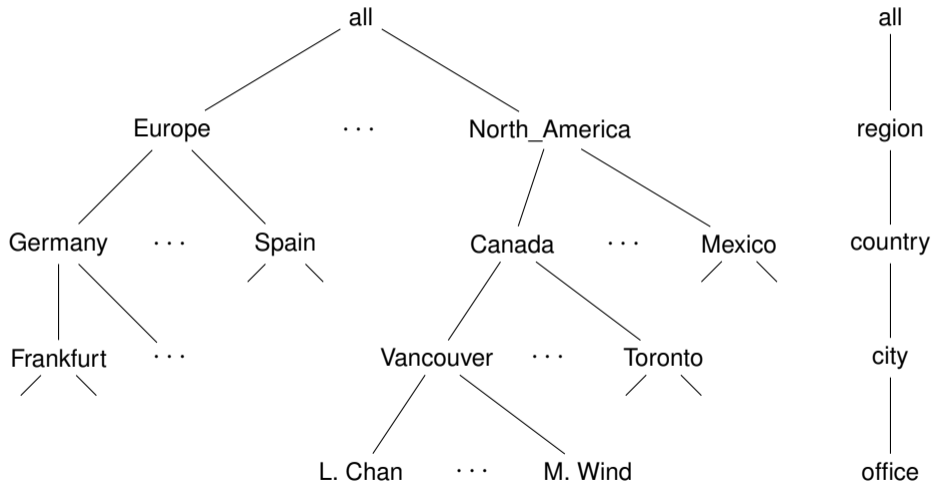 all all
Europe ... North_America region
Germany ... Spain Canada ... Mexico country
Frankfurt ... Vancouver ... Toronto city
L. Chan ... M. Wind office